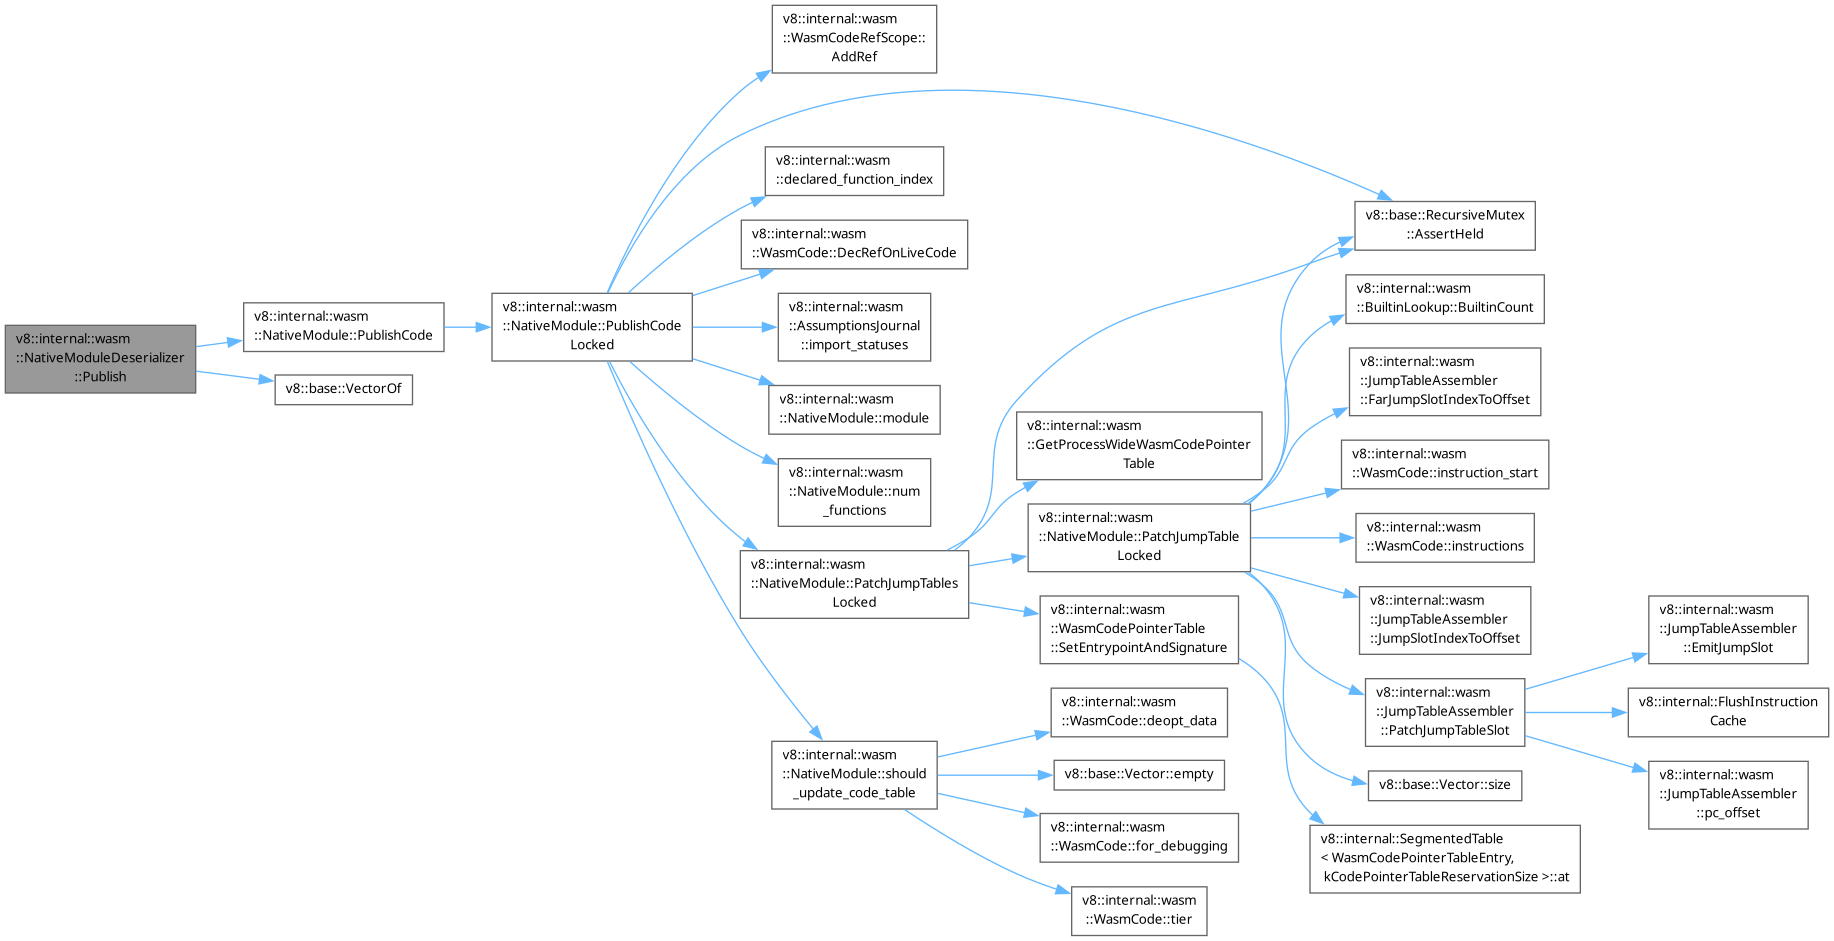 v8::internal::wasm
::NativeModuleDeserializer
::Publish
v8::internal::wasm
::NativeModule::PublishCode
v8::base::VectorOf
v8::internal::wasm
::NativeModule::PublishCode
Locked
v8::internal::wasm
::WasmCodeRefScope::
AddRef
v8::internal::wasm
::declared_function_index
v8::internal::wasm
::WasmCode::DecRefOnLiveCode
v8::internal::wasm
::AssumptionsJournal
::import_statuses
v8::internal::wasm
::NativeModule::module
v8::internal::wasm
::NativeModule::num
_functions
v8::internal::wasm
::NativeModule::PatchJumpTables
Locked
v8::internal::wasm
::NativeModule::should
_update_code_table
v8::internal::wasm
::GetProcessWideWasmCodePointer
Table
v8::internal::wasm
::NativeModule::PatchJumpTable
Locked
v8::internal::wasm
::WasmCodePointerTable
::SetEntrypointAndSignature
v8::internal::wasm
::WasmCode::deopt_data
v8::base::Vector::empty
v8::internal::wasm
::WasmCode::for_debugging
v8::internal::wasm
::WasmCode::tier
v8::base::RecursiveMutex
::AssertHeld
v8::internal::wasm
::BuiltinLookup::BuiltinCount
v8::internal::wasm
::JumpTableAssembler
::FarJumpSlotIndexToOffset
v8::internal::wasm
::WasmCode::instruction_start
v8::internal::wasm
::WasmCode::instructions
v8::internal::wasm
::JumpTableAssembler
::JumpSlotIndexToOffset
v8::internal::wasm
::JumpTableAssembler
::PatchJumpTableSlot
v8::base::Vector::size
v8::internal::SegmentedTable
< WasmCodePointerTableEntry,
kCodePointerTableReservationSize >::at
v8::internal::wasm
::JumpTableAssembler
::EmitJumpSlot
v8::internal::FlushInstruction
Cache
v8::internal::wasm
::JumpTableAssembler
::pc_offset